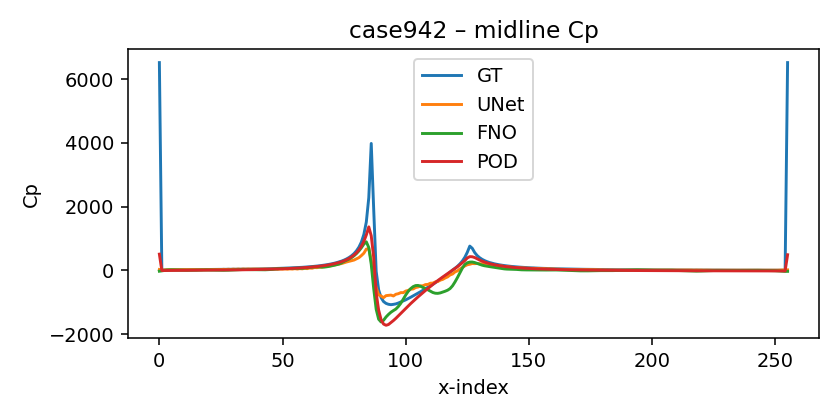 case942 – midline Cp
GT
UNet
FNO
POD
Cp
6000
4000
2000
0
−2000
0 50 100 150 200 250
x-index